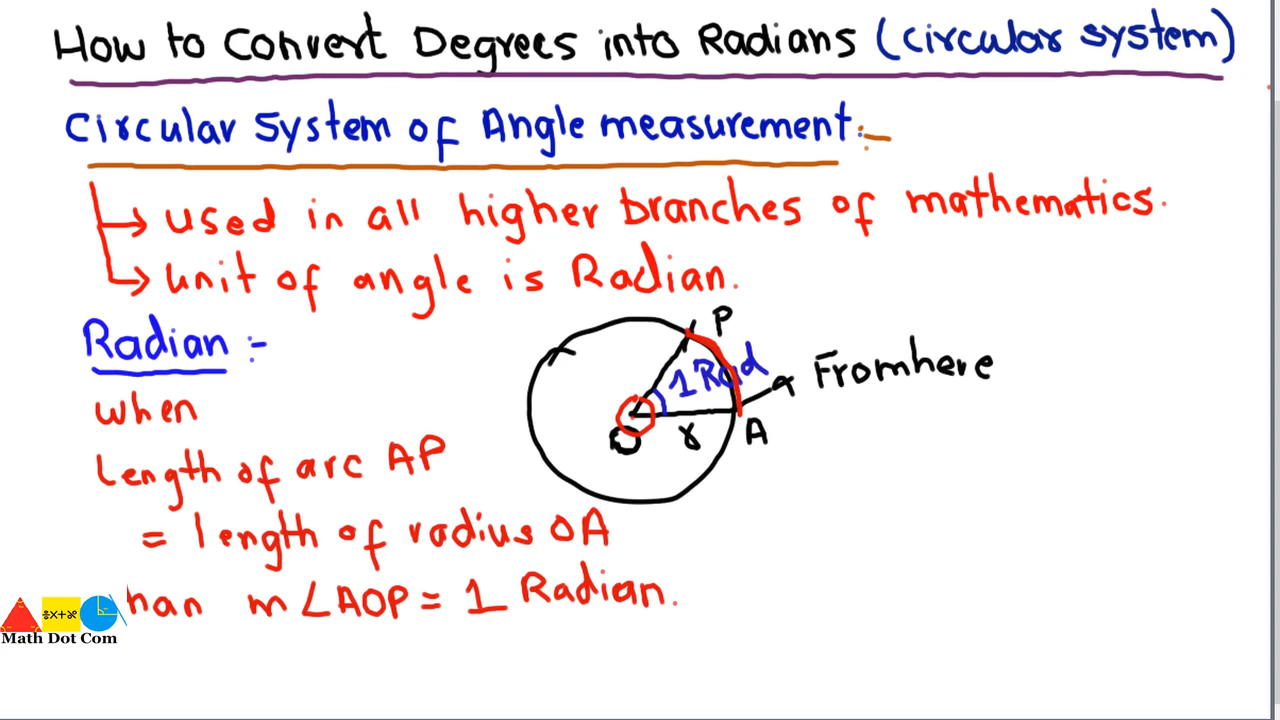 How to Convert Degrees into Radians (circular system)
Circular System of Angle measurement:-
→ used in all higher branches of mathematics.
→ unit of angle is Radian.
Radian :-
P
1 Rad
From here
O
r
A
when
Length of arc AP
= length of radius OA
han m∠AOP = 1 Radian.
Math Dot Com